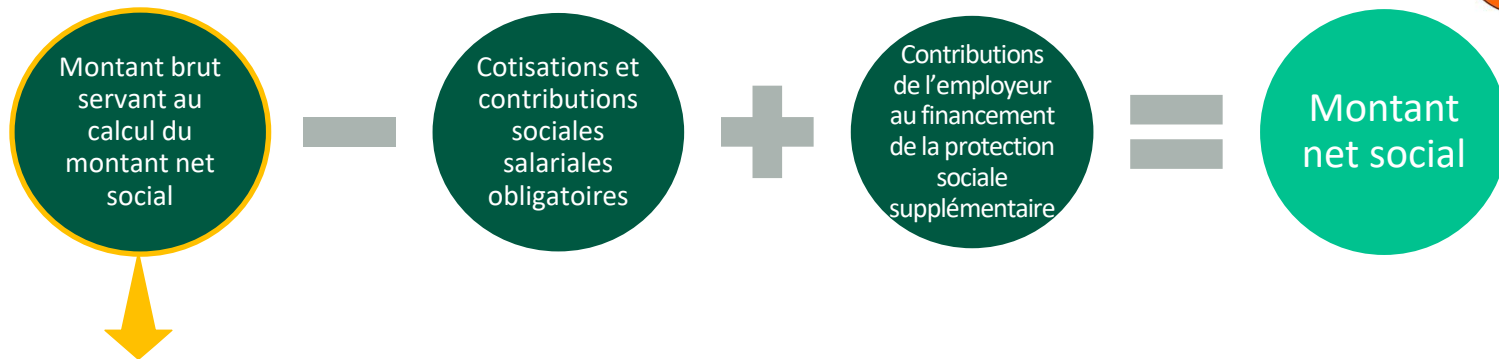 Montant brut
servant au
calcul du
montant net
social
Cotisations et
contributions
sociales
salariales
obligatoires
Contributions
de l’employeur
au financement
de la protection
sociale
supplémentaire
Montant
net social